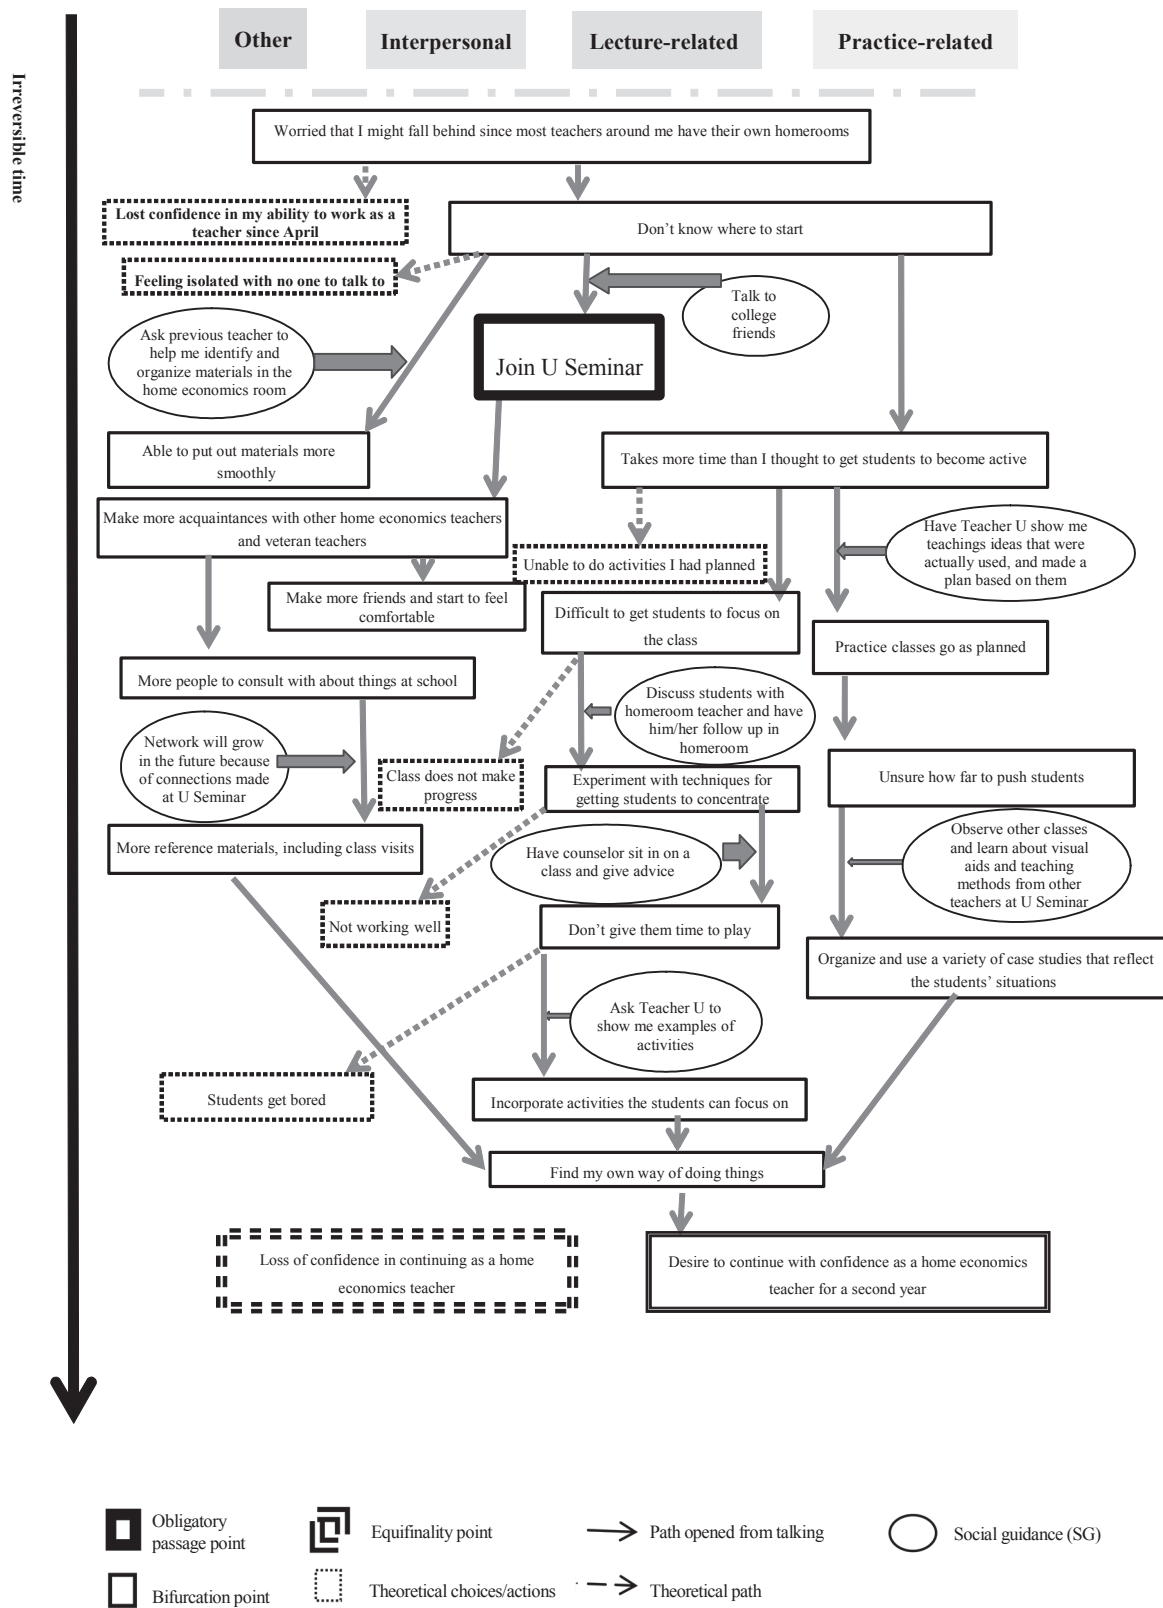 Other
Interpersonal
Lecture-related
Practice-related
Irreversible time
Worried that I might fall behind since most teachers around me have their own homerooms
Lost confidence in my ability to work as a
teacher since April
Don't know where to start
Feeling isolated with no one to talk to
Talk to
college
friends
Ask previous teacher to
help me identify and
organize materials in the
home economics room
Join U Seminar
Able to put out materials more
smoothly
Takes more time than I thought to get students to become active
Make more acquaintances with other home economics teachers
and veteran teachers
Have Teacher U show me
teachings ideas that were
actually used, and made a
plan based on them
Unable to do activities I had planned
Make more friends and start to feel
comfortable
Difficult to get students to focus on
the class
Practice classes go as planned
More people to consult with about things at school
Discuss students with
homeroom teacher and have
him/her follow up in
homeroom
Network will grow
in the future because
of connections made
at U Seminar
Class does not make
progress
Experiment with techniques for
getting students to concentrate
Unsure how far to push students
More reference materials, including class visits
Have counselor sit in on a
class and give advice
Observe other classes
and learn about visual
aids and teaching
methods from other
teachers at U Seminar
Not working well
Don't give them time to play
Organize and use a variety of case studies that reflect
the students' situations
Ask Teacher U to
show me examples of
activities
Students get bored
Incorporate activities the students can focus on
Find my own way of doing things
Loss of confidence in continuing as a home
economics teacher
Desire to continue with confidence as a home economics
teacher for a second year
Obligatory
passage point
Equifinality point
Path opened from talking
Social guidance (SG)
Bifurcation point
Theoretical choices/actions
Theoretical path